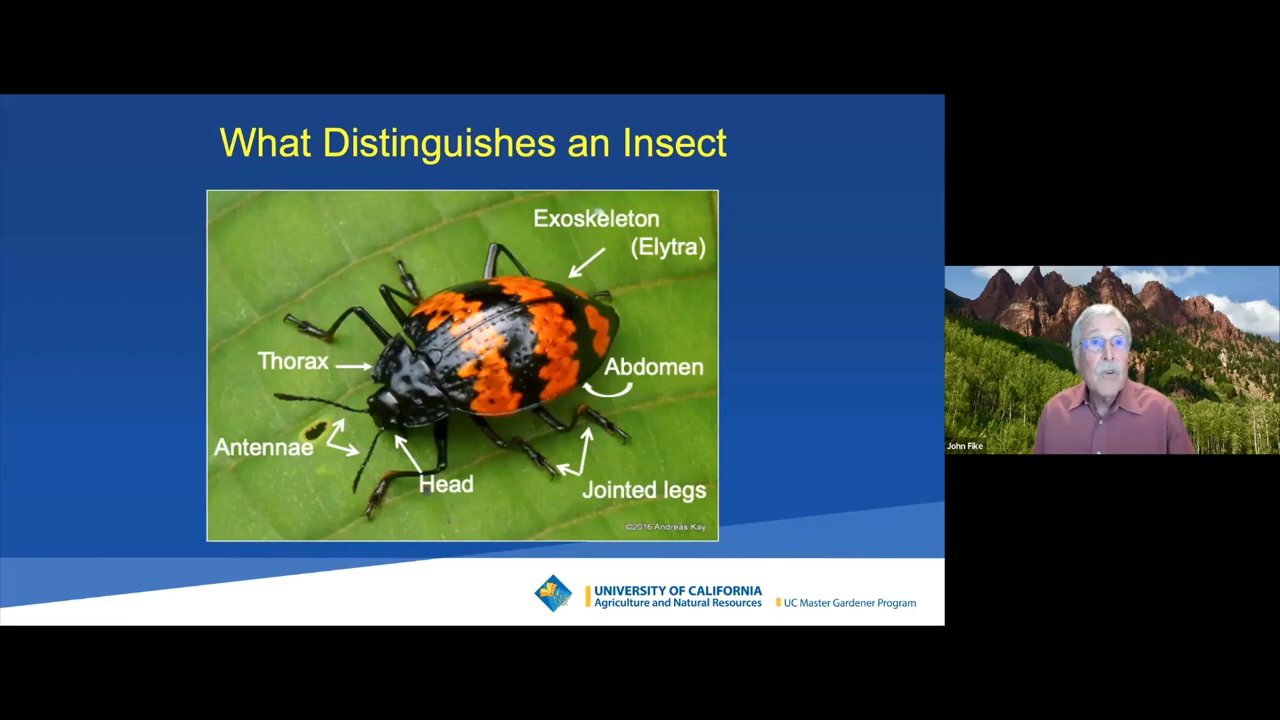 What Distinguishes an Insect
Exoskeleton
(Elytra)
Thorax
Abdomen
Antennae
Head
Jointed legs
©2016 Andreas Kay
UNIVERSITY OF CALIFORNIA
Agriculture and Natural Resources
UC Master Gardener Program
John Fike